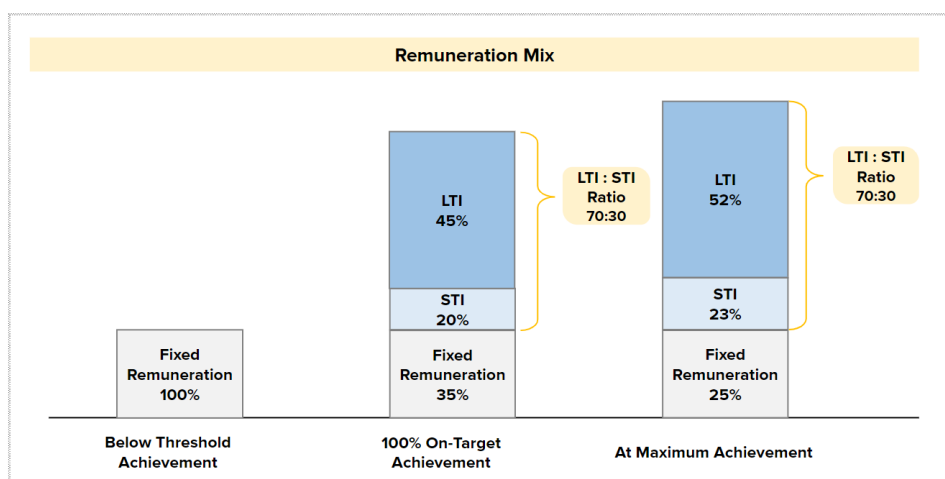 Remuneration Mix
LTI
45%
STI
20%
Fixed
Remuneration
35%
LTI : STI
Ratio
70:30
LTI
52%
STI
23%
Fixed
Remuneration
25%
LTI : STI
Ratio
70:30
Fixed
Remuneration
100%
Below Threshold
Achievement
100% On-Target
Achievement
At Maximum Achievement